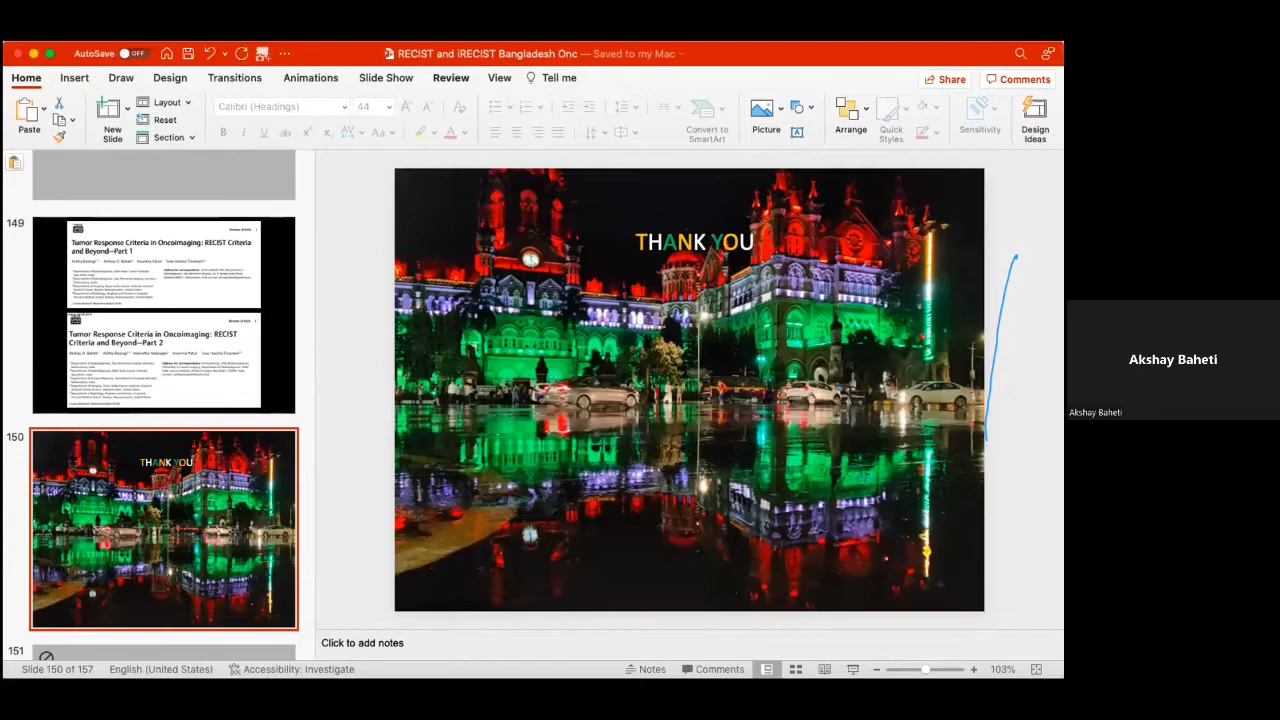 AutoSave OFF
RECIST and iRECIST Bangladesh Onc — Saved to my Mac
Home Insert Draw Design Transitions Animations Slide Show Review View Tell me
Share Comments
Paste
New
Slide
Layout
Reset
Section
Calibri (Headings) 44
Convert to
SmartArt
Picture
Arrange
Quick
Styles
Sensitivity
Design
Ideas
149
Review Article
Tumor Response Criteria in Oncoimaging: RECIST Criteria
and Beyond—Part 1
Review Article
Tumor Response Criteria in Oncoimaging: RECIST
Criteria and Beyond—Part 2
150
THANK YOU
151
THANK YOU
Click to add notes
Slide 150 of 157 English (United States) Accessibility: Investigate
Notes Comments 103%
Akshay Baheti
Akshay Baheti